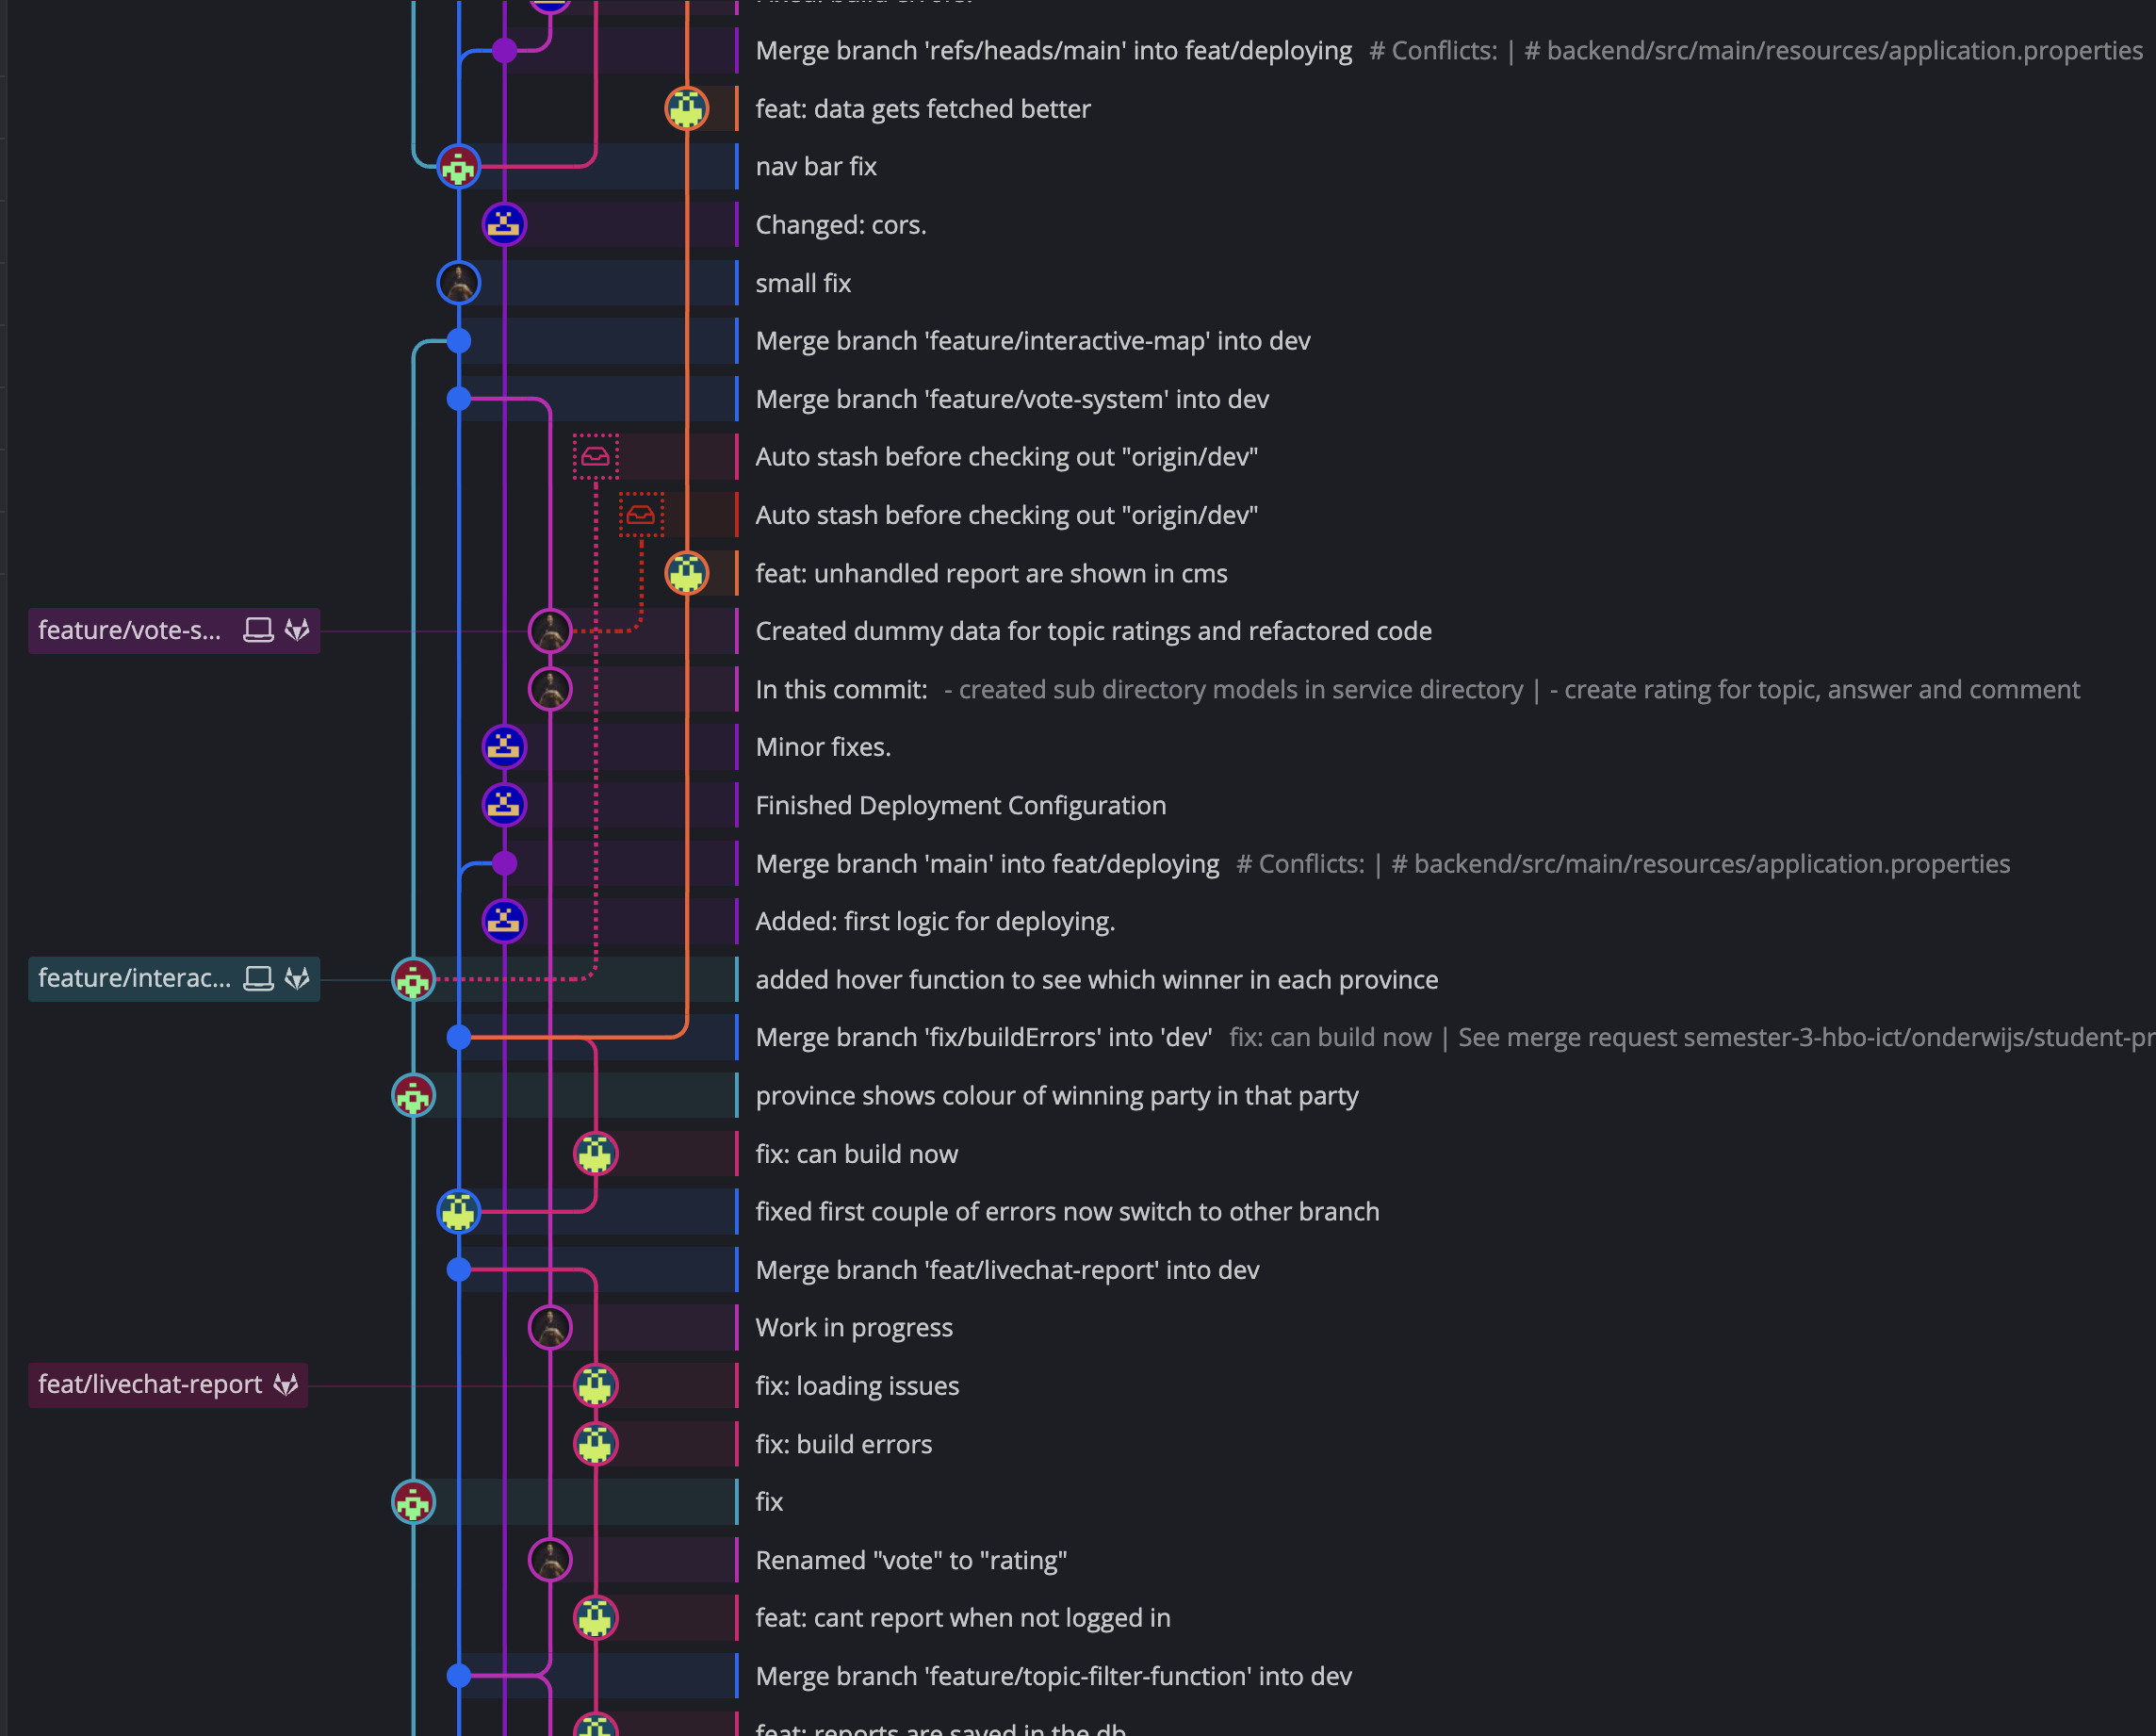 Fixed: build errors.
Merge branch 'refs/heads/main' into feat/deploying # Conflicts: | # backend/src/main/resources/application.properties
feat: data gets fetched better
nav bar fix
Changed: cors.
small fix
Merge branch 'feature/interactive-map' into dev
Merge branch 'feature/vote-system' into dev
Auto stash before checking out "origin/dev"
Auto stash before checking out "origin/dev"
feat: unhandled report are shown in cms
feature/vote-s... Created dummy data for topic ratings and refactored code
In this commit: - created sub directory models in service directory | - create rating for topic, answer and comment
Minor fixes.
Finished Deployment Configuration
Merge branch 'main' into feat/deploying # Conflicts: | # backend/src/main/resources/application.properties
Added: first logic for deploying.
feature/interac... added hover function to see which winner in each province
Merge branch 'fix/buildErrors' into 'dev' fix: can build now | See merge request semester-3-hbo-ict/onderwijs/student-pr
province shows colour of winning party in that party
fix: can build now
fixed first couple of errors now switch to other branch
Merge branch 'feat/livechat-report' into dev
Work in progress
feat/livechat-report fix: loading issues
fix: build errors
fix
Renamed "vote" to "rating"
feat: cant report when not logged in
Merge branch 'feature/topic-filter-function' into dev
feat: reports are saved in the db